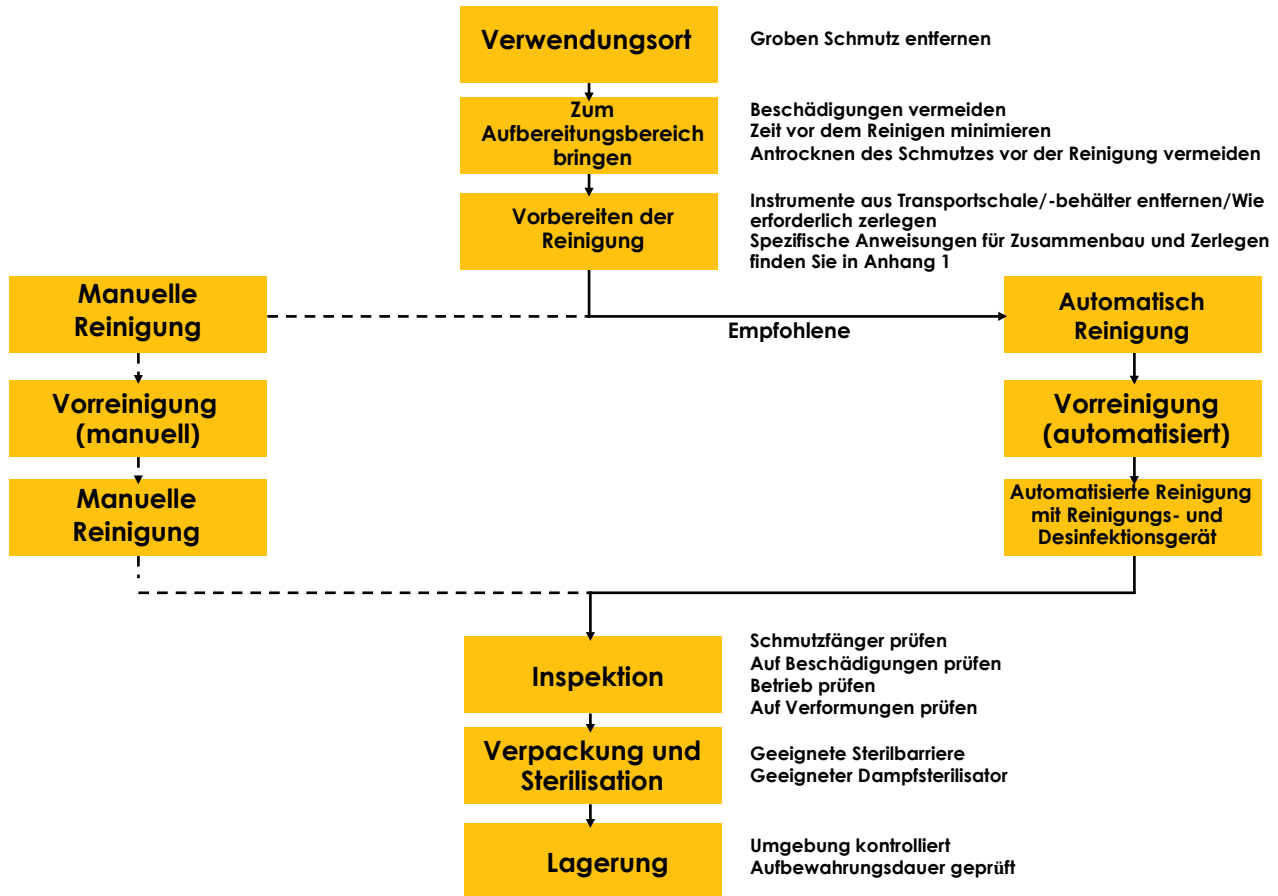 Verwendungsort
Groben Schmutz entfernen
Zum
Aufbereitungsbereich
bringen
Beschädigungen vermeiden
Zeit vor dem Reinigen minimieren
Antrocknen des Schmutzes vor der Reinigung vermeiden
Vorbereiten der
Reinigung
Instrumente aus Transportschale/-behälter entfernen/Wie
erforderlich zerlegen
Spezifische Anweisungen für Zusammenbau und Zerlegen
finden Sie in Anhang 1
Manuelle
Reinigung
Empfohlene
Automatisch
Reinigung
Vorreinigung
(manuell)
Vorreinigung
(automatisiert)
Manuelle
Reinigung
Automatisierte Reinigung
mit Reinigungs- und
Desinfektionsgerät
Inspektion
Schmutzfänger prüfen
Auf Beschädigungen prüfen
Betrieb prüfen
Auf Verformungen prüfen
Verpackung und
Sterilisation
Geeignete Sterilbarriere
Geeigneter Dampfsterilisator
Lagerung
Umgebung kontrolliert
Aufbewahrungsdauer geprüft